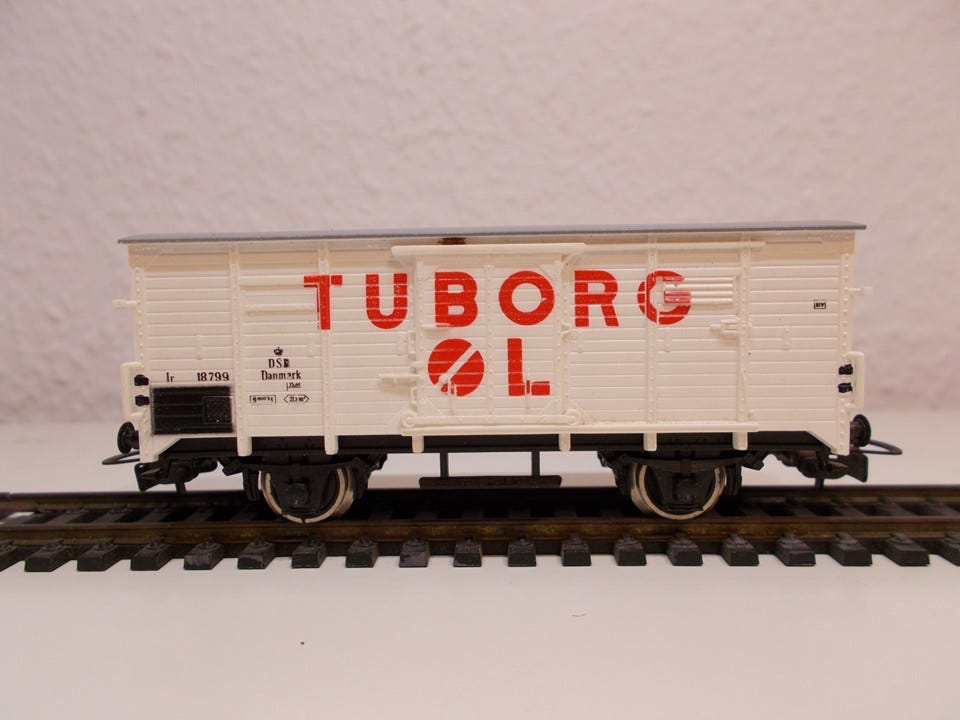 TUBORG
ØL
DSB
Danmark
Ir 18799